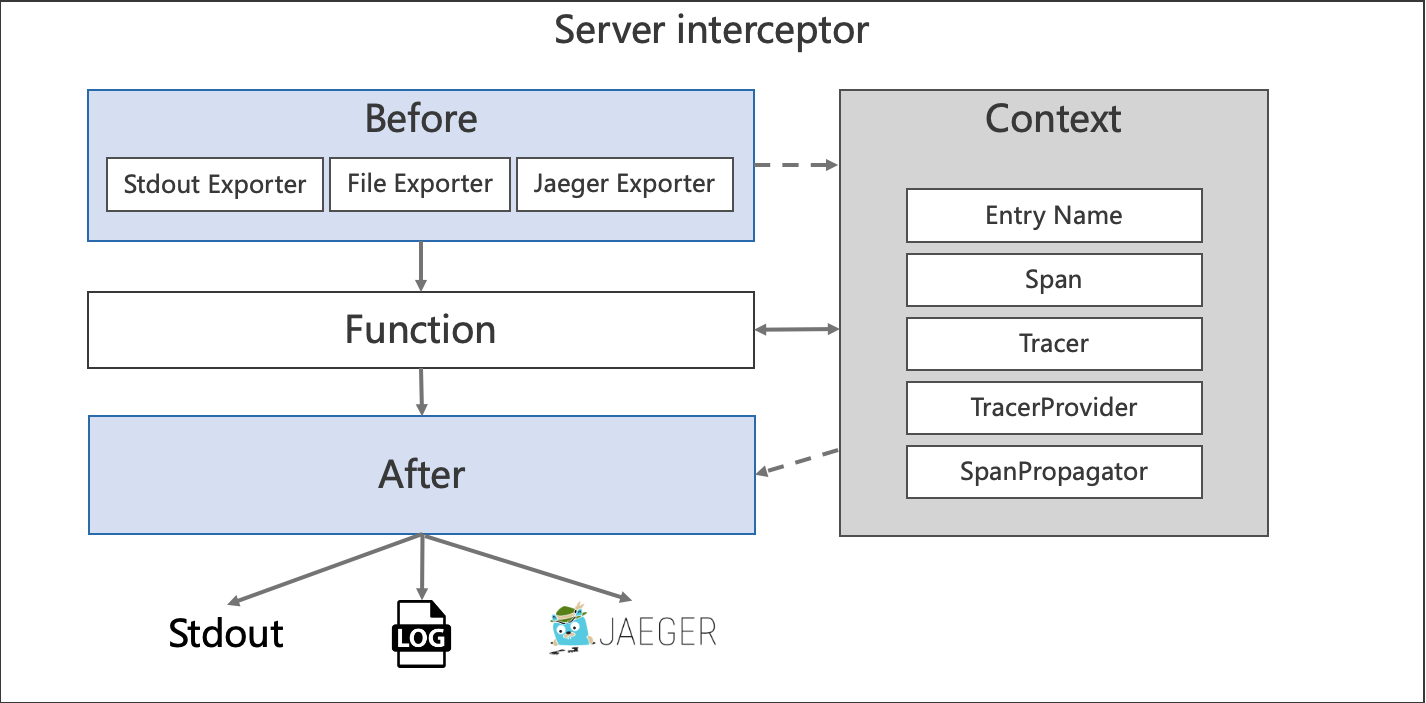 Server interceptor
Before
Stdout Exporter
File Exporter
Jaeger Exporter
Function
After
Context
Entry Name
Span
Tracer
TracerProvider
SpanPropagator
Stdout
LOG
JAEGER